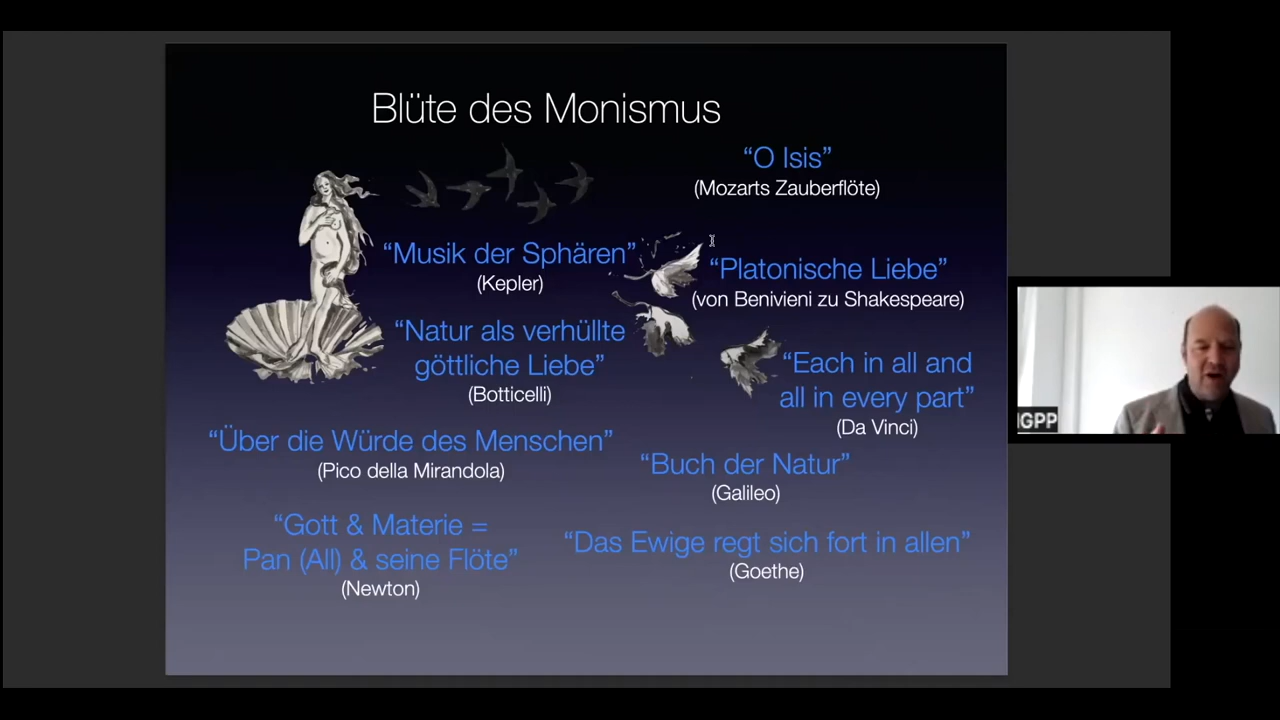 Blüte des Monismus
“O Isis”
(Mozarts Zauberflöte)
“Musik der Sphären”
(Kepler)
“Platonische Liebe”
(von Benivieni zu Shakespeare)
“Natur als verhüllte
göttliche Liebe”
(Botticelli)
“Each in all and
all in every part”
(Da Vinci)
“Über die Würde des Menschen”
(Pico della Mirandola)
“Buch der Natur”
(Galileo)
“Gott & Materie =
Pan (All) & seine Flöte”
(Newton)
“Das Ewige regt sich fort in allen”
(Goethe)
IGPP